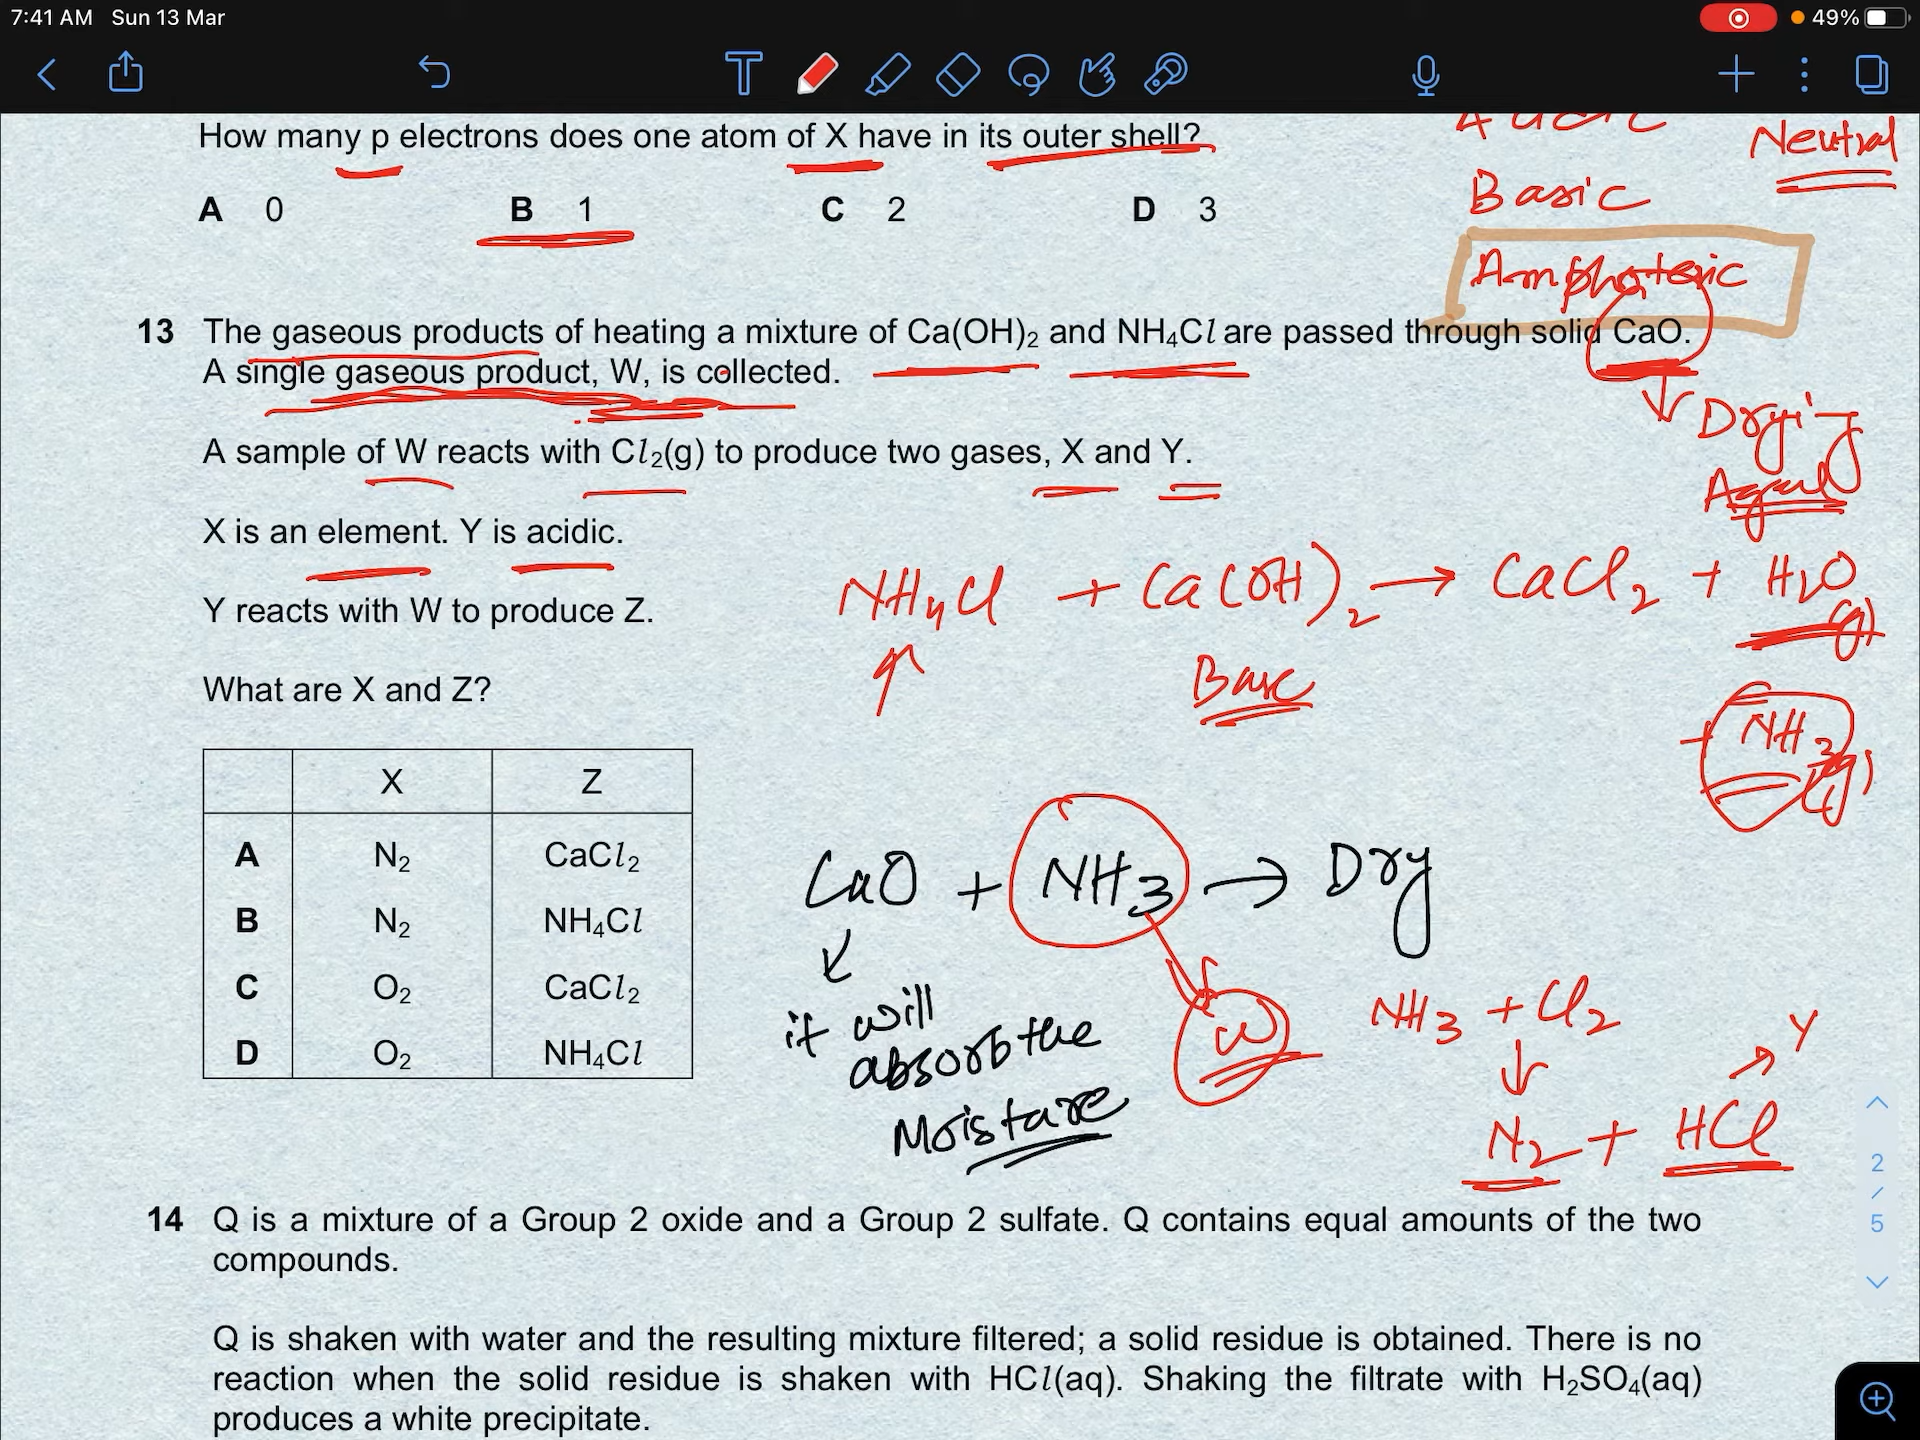 7:41 AM Sun 13 Mar
49%
How many p electrons does one atom of X have in its outer shell?
Neutral
Basic
A 0 B 1 C 2 D 3
Amphoteric
13 The gaseous products of heating a mixture of Ca(OH)₂ and NH₄Cl are passed through solid CaO.
A single gaseous product, W, is collected.
Drying
A sample of W reacts with Cl₂(g) to produce two gases, X and Y.
X is an element. Y is acidic.
NH₄Cl + Ca(OH)₂ → CaCl₂ + H₂O (g)
Y reacts with W to produce Z.
Base
What are X and Z?
+ NH₃ (g)
X Z
A N₂ CaCl₂
B N₂ NH₄Cl
C O₂ CaCl₂
D O₂ NH₄Cl
CaO + NH₃ → Dry
it will
absorb the
W
NH₃ + Cl₂
Y
N₂ + HCl
14 Q is a mixture of a Group 2 oxide and a Group 2 sulfate. Q contains equal amounts of the two
compounds.
Q is shaken with water and the resulting mixture filtered; a solid residue is obtained. There is no
reaction when the solid residue is shaken with HCl(aq). Shaking the filtrate with H₂SO₄(aq)
produces a white precipitate.
2
/
5